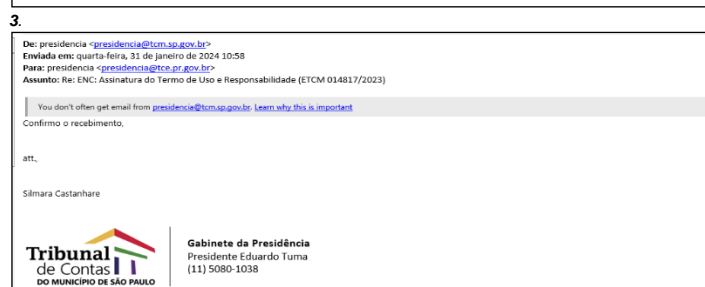 3.
De: presidencia <presidencia@tcm.sp.gov.br>
Enviada em: quarta-feira, 31 de janeiro de 2024 10:58
Para: presidencia <presidencia@tce.pr.gov.br>
Assunto: Re: ENC: Assinatura do Termo de Uso e Responsabilidade (ETCM 014817/2023)
You don't often get email from presidencia@tcm.sp.gov.br. Learn why this is important
Confirmo o recebimento,
att.,
Silmara Castanhare
Tribunal
de Contas
DO MUNICÍPIO DE SÃO PAULO
Gabinete da Presidência
Presidente Eduardo Tuma
(11) 5080-1038